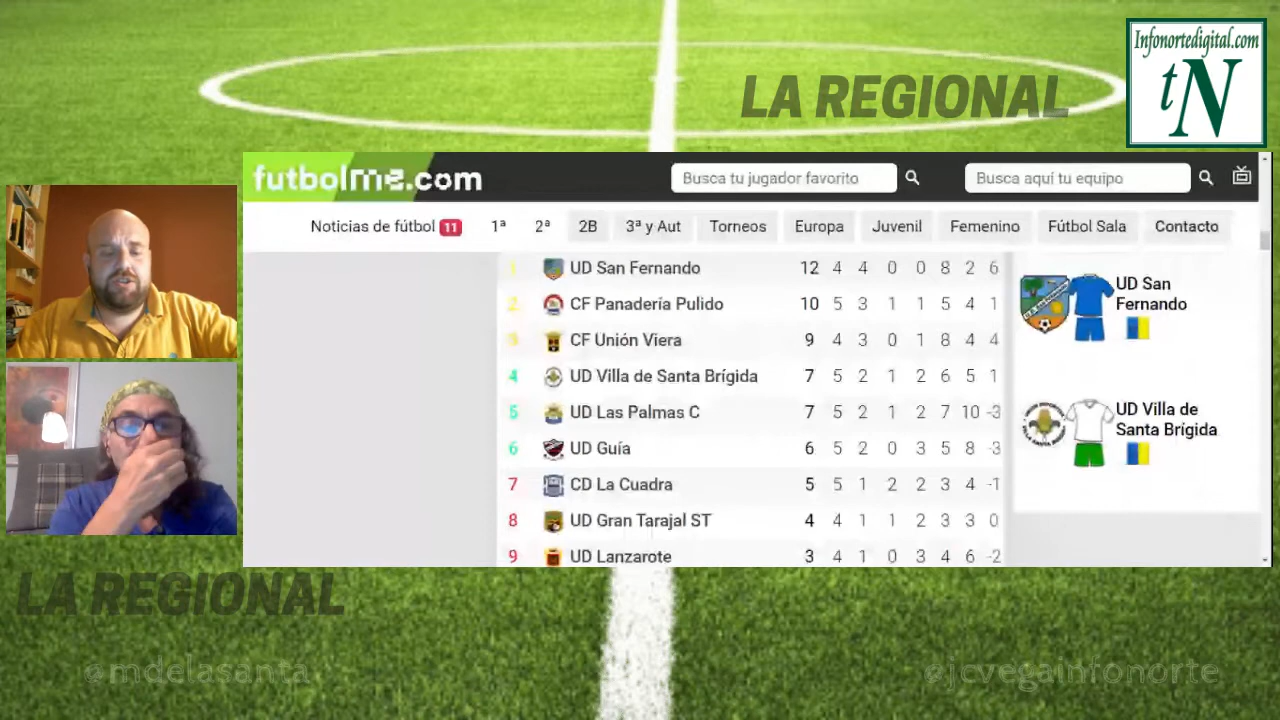 Infonortedigital.com
tN
LA REGIONAL
futbolme.com
Busca tu jugador favorito
Busca aquí tu equipo
Noticias de fútbol 11 1ª 2ª 2B 3ª y Aut Torneos Europa Juvenil Femenino Fútbol Sala Contacto
1 UD San Fernando 12 4 4 0 0 8 2 6
2 CF Panadería Pulido 10 5 3 1 1 5 4 1
3 CF Unión Viera 9 4 3 0 1 8 4 4
4 UD Villa de Santa Brígida 7 5 2 1 2 6 5 1
5 UD Las Palmas C 7 5 2 1 2 7 10 -3
6 UD Guía 6 5 2 0 3 5 8 -3
7 CD La Cuadra 5 5 1 2 2 3 4 -1
8 UD Gran Tarajal ST 4 4 1 1 2 3 3 0
9 UD Lanzarote 3 4 1 0 3 4 6 -2
UD San
Fernando
UD Villa de
Santa Brígida
LA REGIONAL
@mdelasanta
@jcvegainfonorte